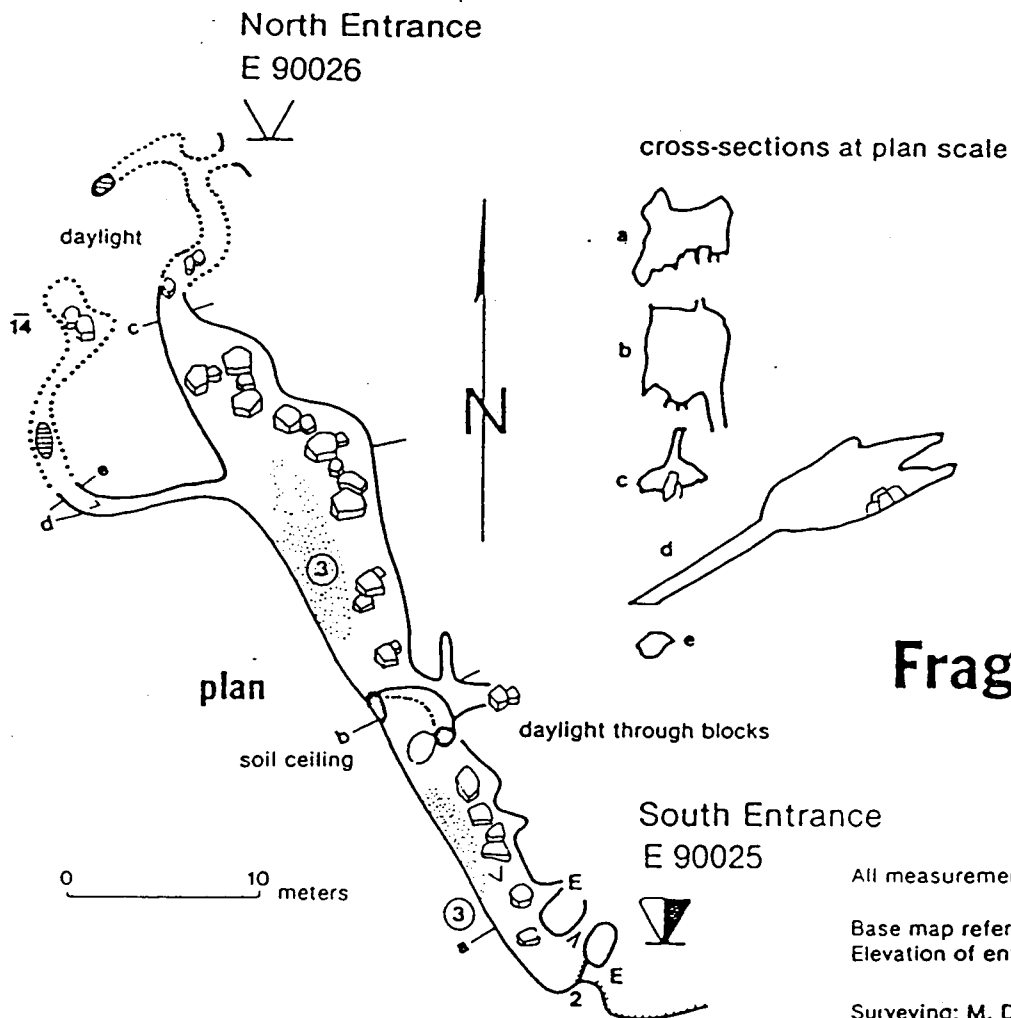 North Entrance
E 90026
cross-sections at plan scale
daylight
a
14
c
b
N
c
e
d
d
3
e
Frag
plan
b
daylight through blocks
soil ceiling
South Entrance
E 90025
0 10 meters
E
All measureme
3
a
Base map refer
E
Elevation of en
2
Surveying: M. D